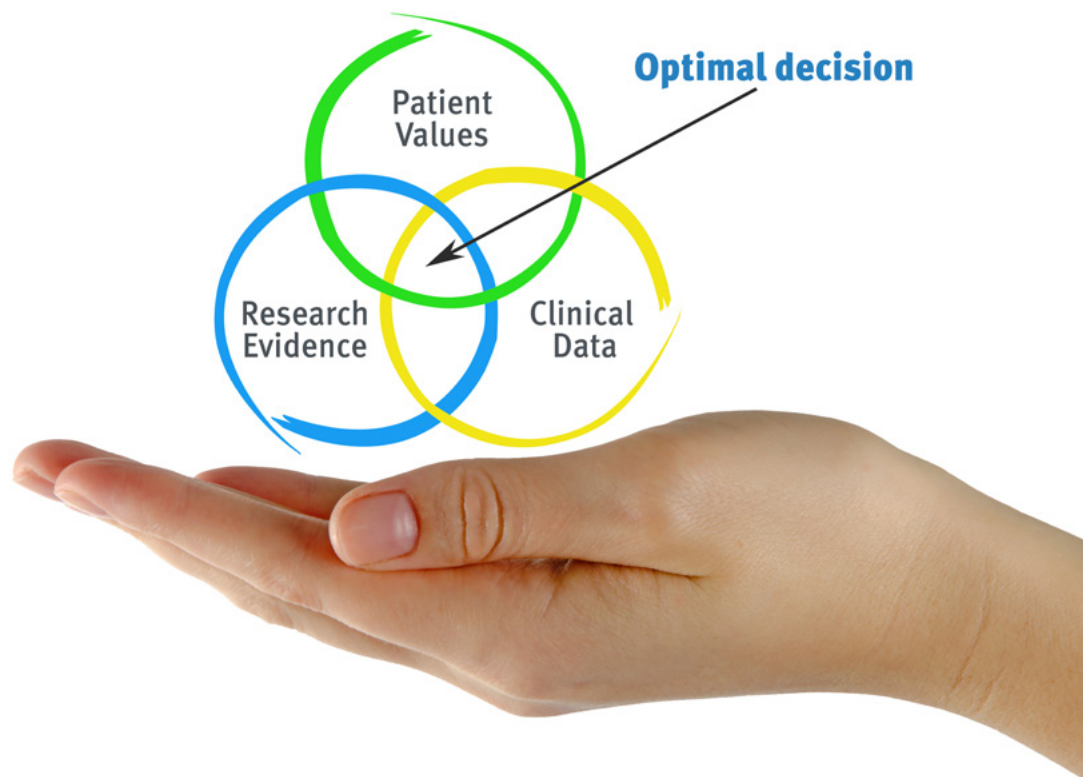 Optimal decision
Patient
Values
Research
Evidence
Clinical
Data